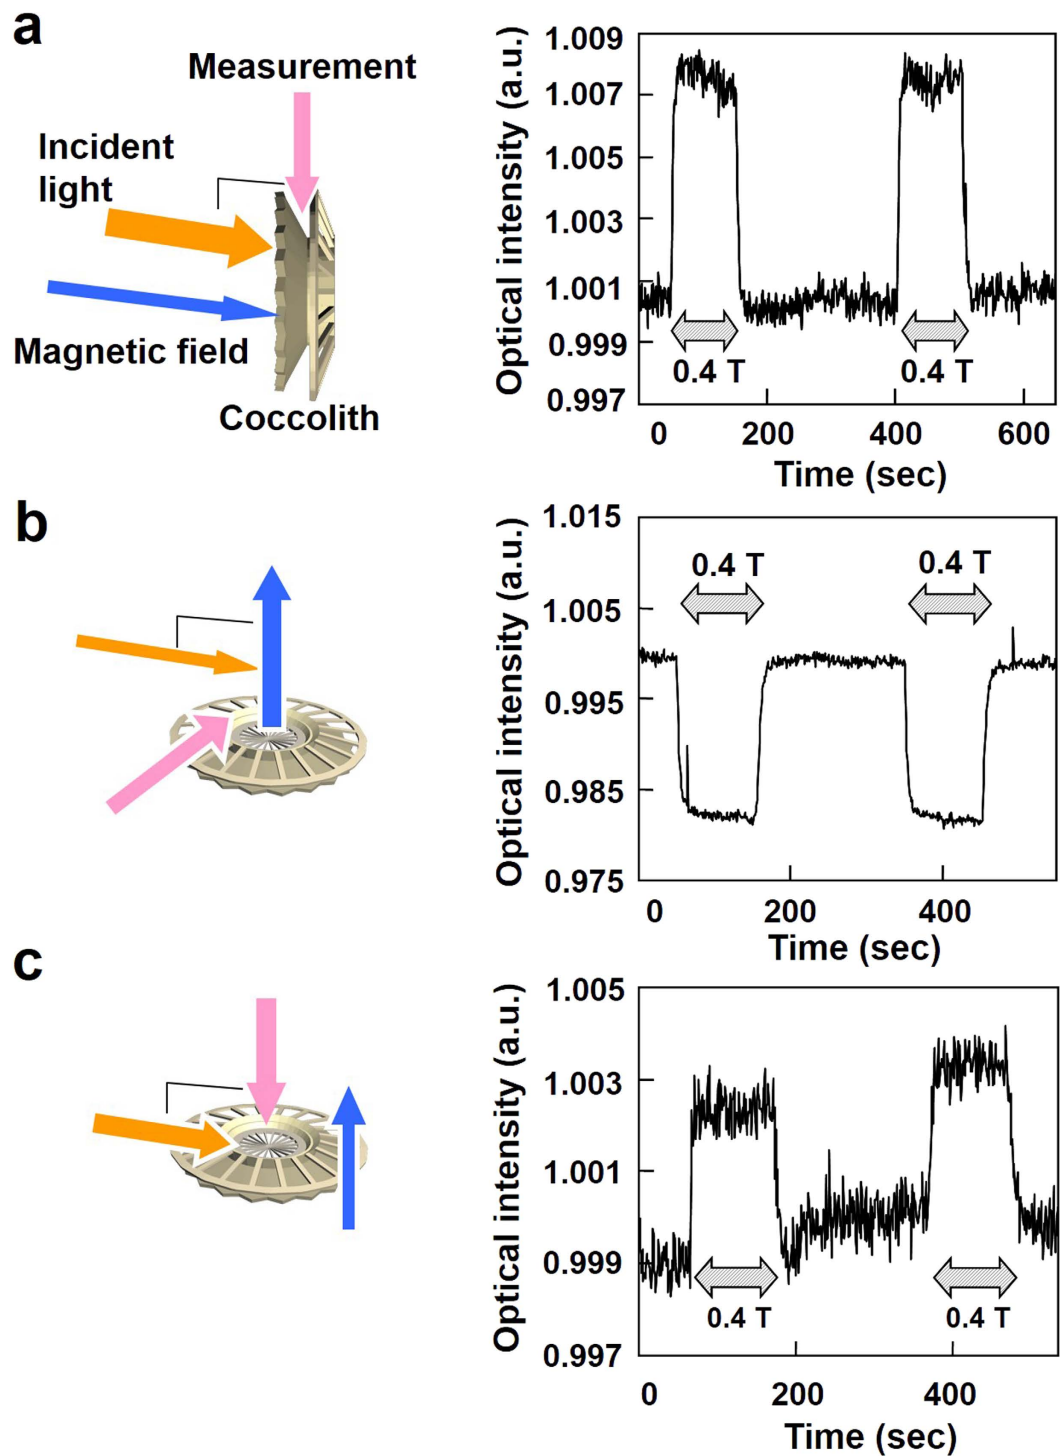 a
Measurement
Incident
light
Magnetic field
Coccolith
Optical intensity (a.u.)
1.009
1.007
1.005
1.003
1.001
0.999
0.997
0.4 T
0.4 T
0
200
400
600
Time (sec)
b
Optical intensity (a.u.)
1.015
1.005
0.995
0.985
0.975
0.4 T
0.4 T
0
200
400
Time (sec)
c
Optical intensity (a.u.)
1.005
1.003
1.001
0.999
0.997
0.4 T
0.4 T
0
200
400
Time (sec)